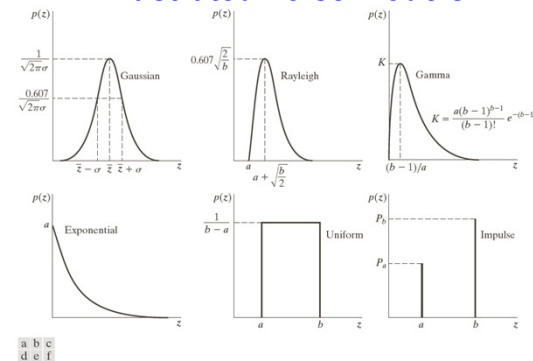 p(z)
1
√2πσ
0.607
√2πσ
Gaussian
z̄ − σ z̄ z̄ + σ
z
p(z)
0.607√2/b
Rayleigh
a
a + √b/2
z
p(z)
K
Gamma
K = a(b − 1)^b−1 / (b − 1)! e^−(b−1
(b − 1)/a
z
p(z)
a
Exponential
z
p(z)
1
b − a
Uniform
a b z
p(z)
P_b
P_a
Impulse
a b z
a b c
d e f